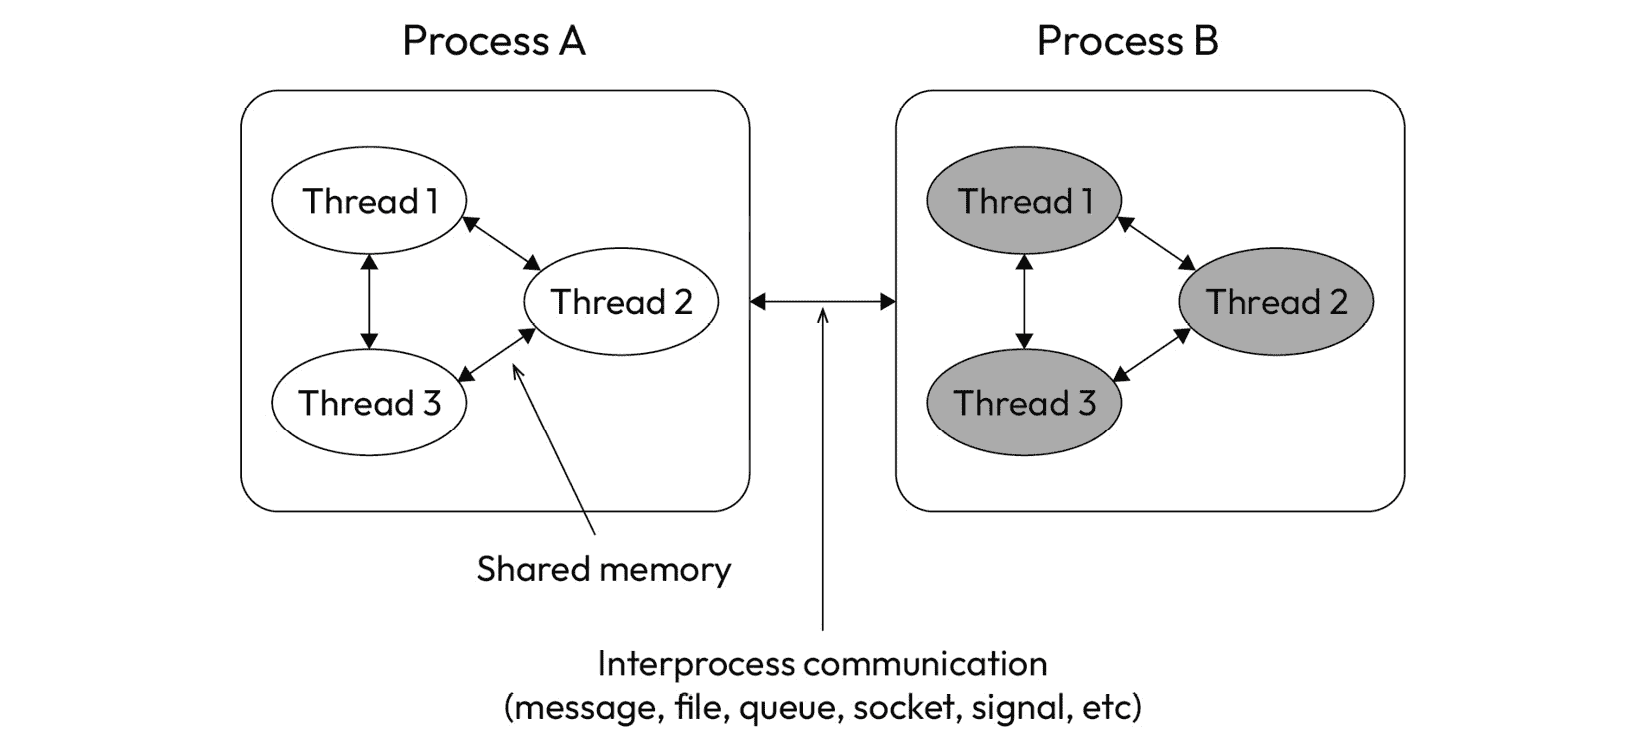 Process A
Process B
Thread 1
Thread 2
Thread 3
Thread 1
Thread 2
Thread 3
Shared memory
Interprocess communication
(message, file, queue, socket, signal, etc)